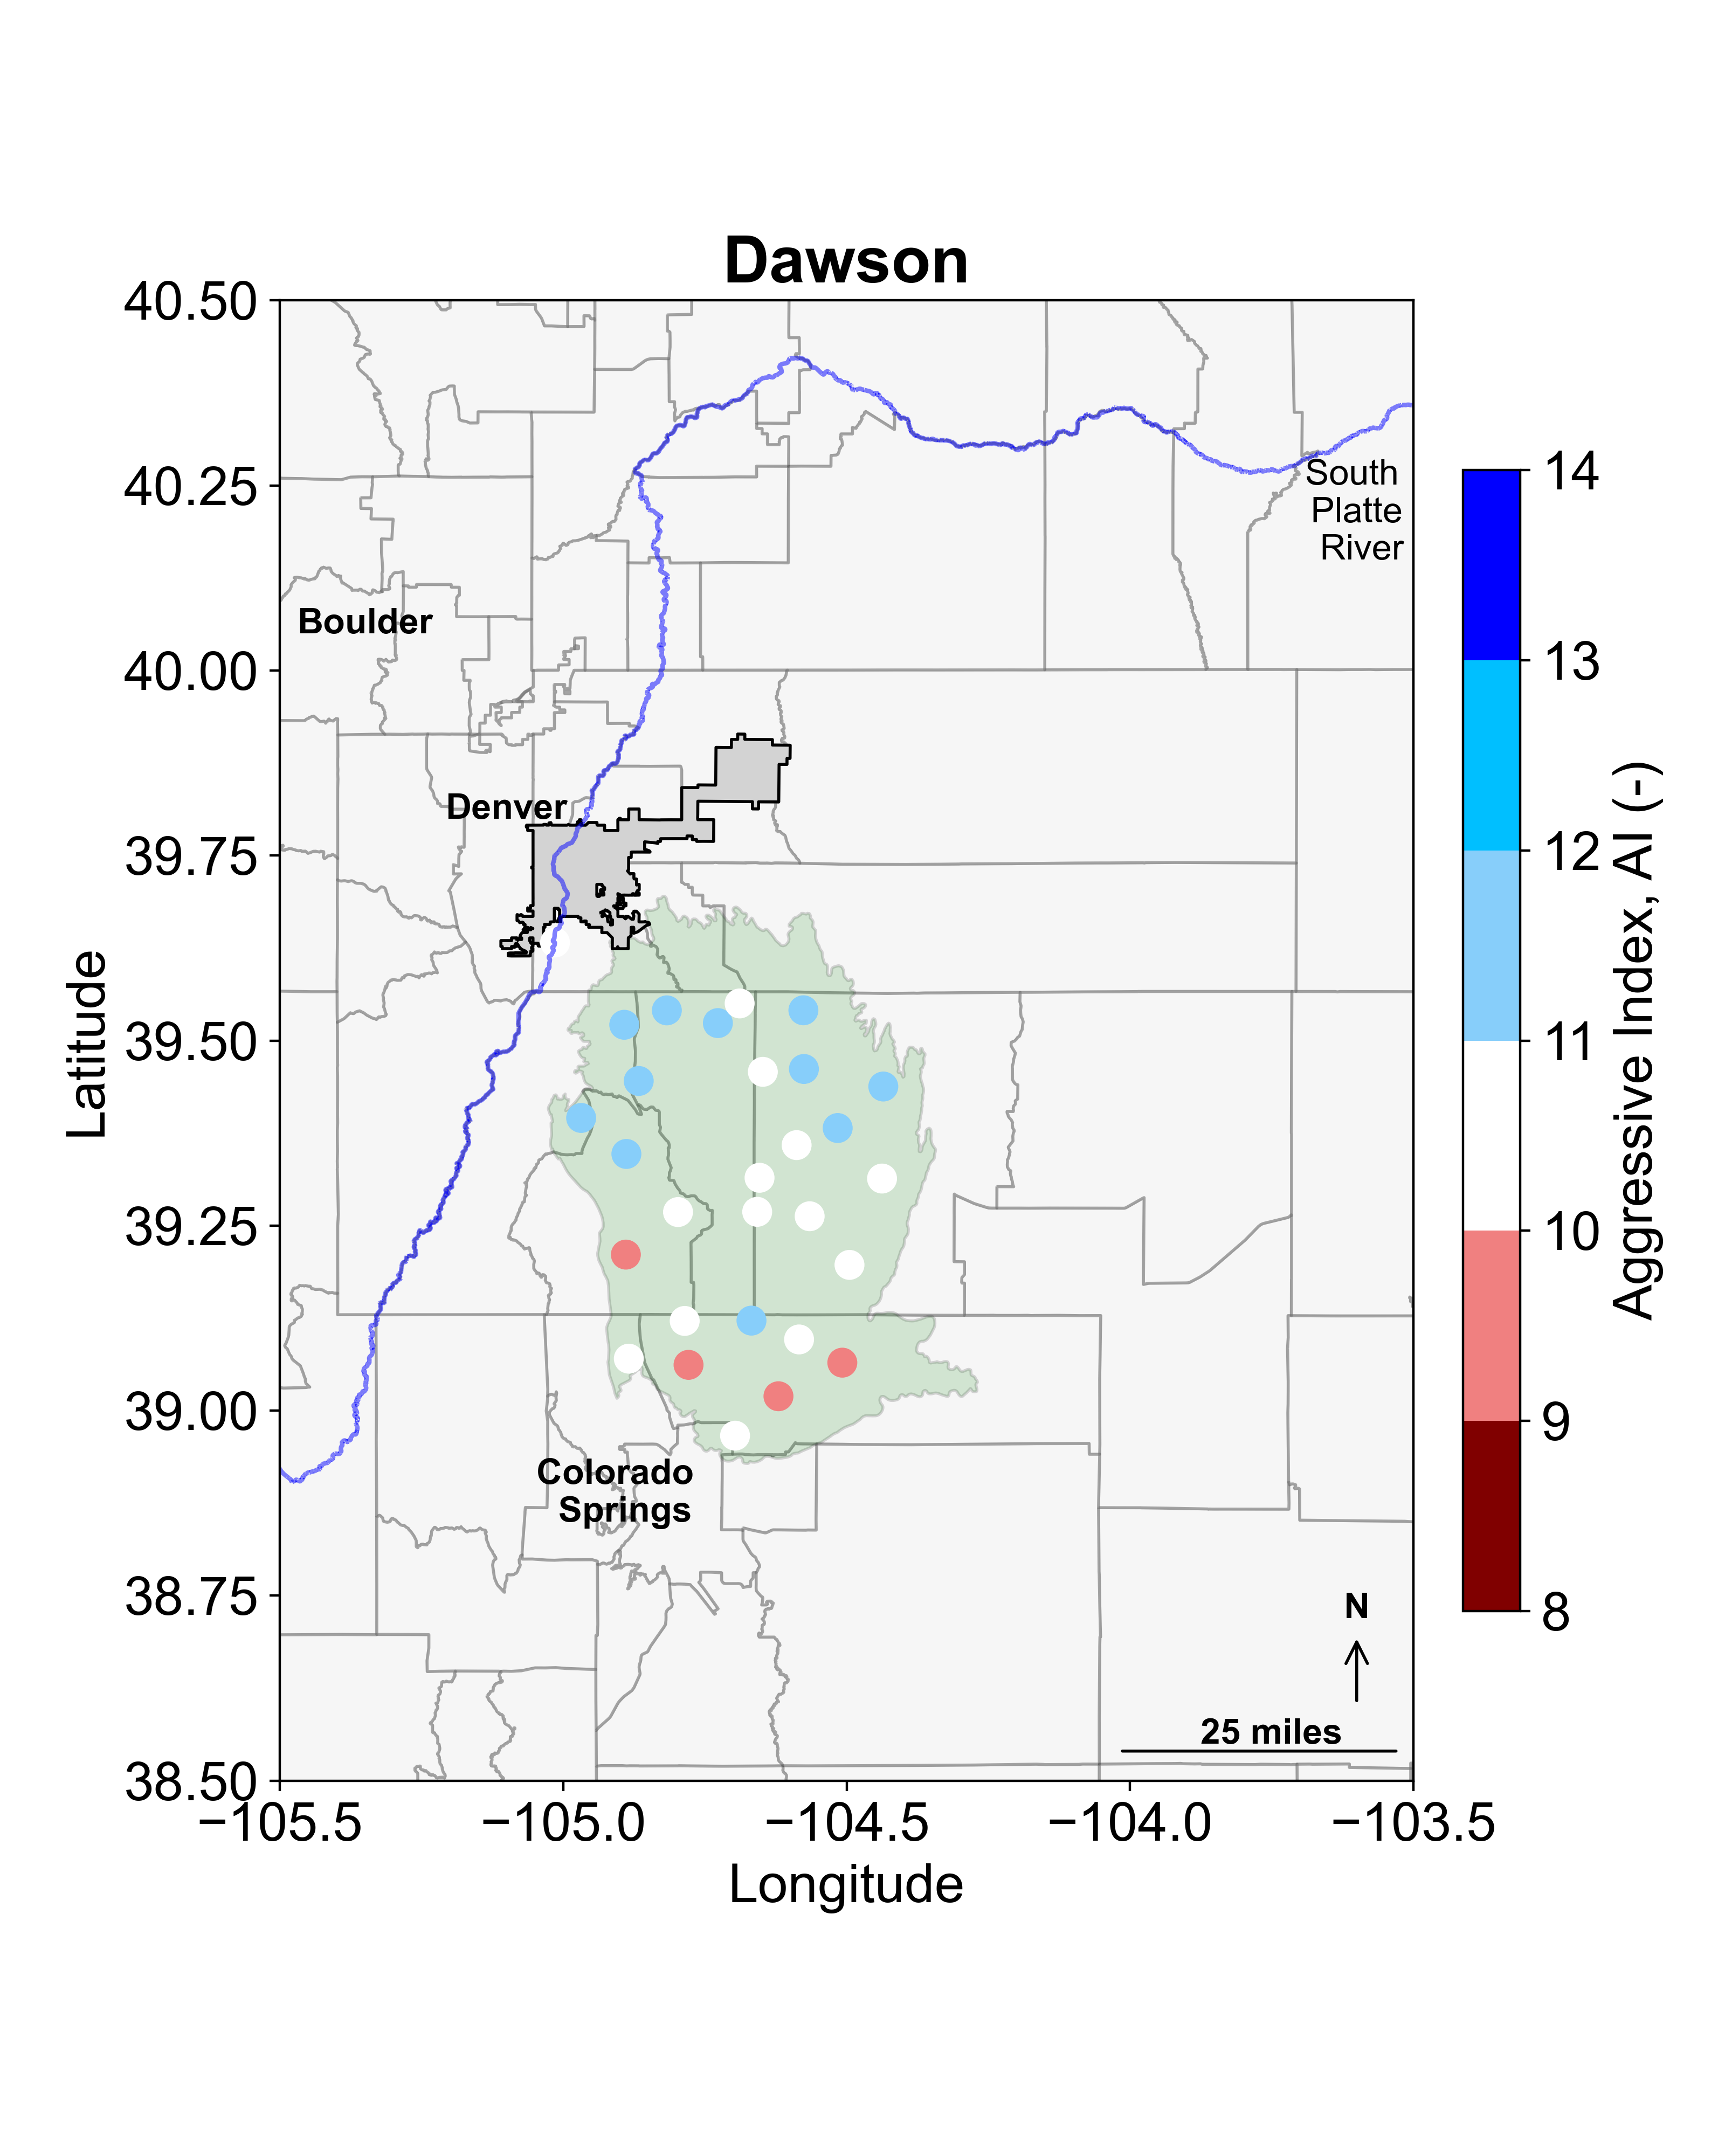 Dawson
40.50
40.25
40.00
39.75
39.50
39.25
39.00
38.75
38.50
Latitude
−105.5
−105.0
−104.5
−104.0
−103.5
Longitude
South
Platte
River
Boulder
Denver
Colorado
Springs
N
25 miles
14
13
12
11
10
9
8
Aggressive Index, AI (-)